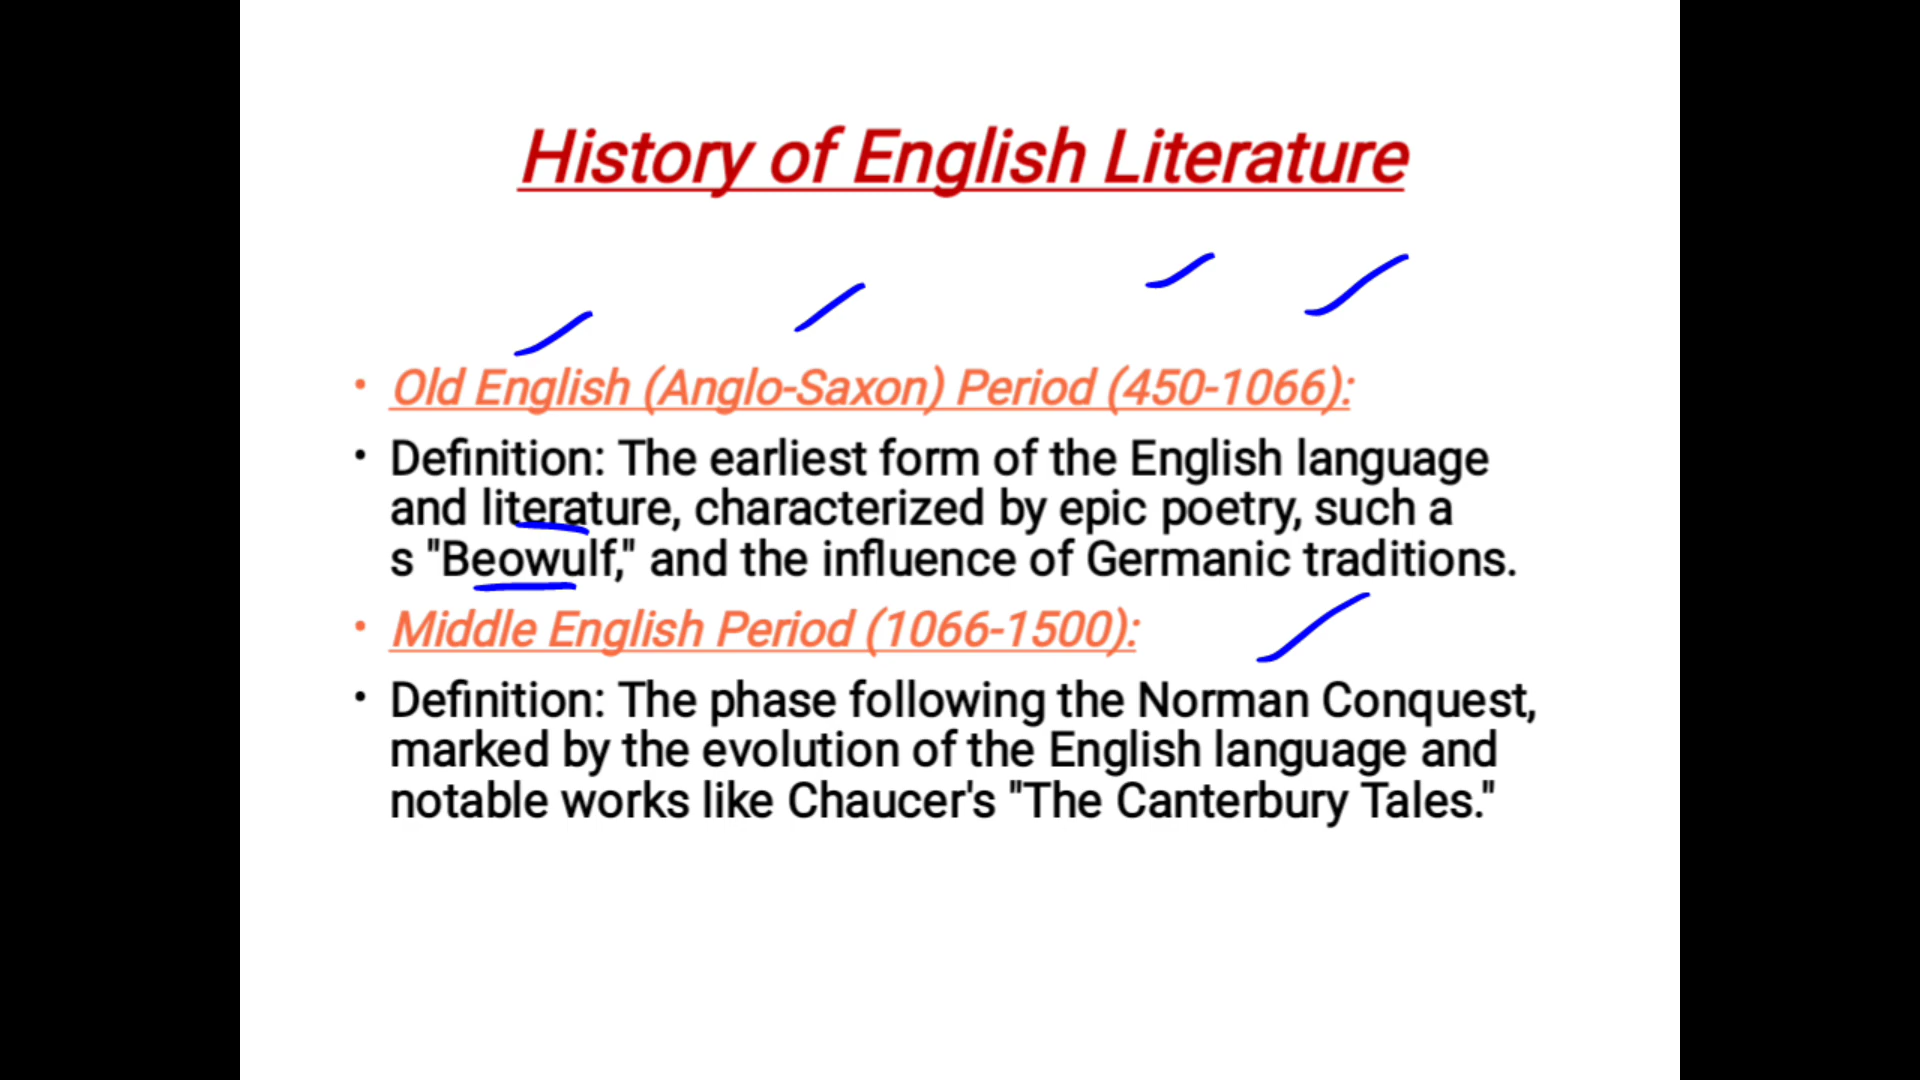 History of English Literature
• Old English (Anglo-Saxon) Period (450-1066):
• Definition: The earliest form of the English language
and literature, characterized by epic poetry, such a
s "Beowulf," and the influence of Germanic traditions.
• Middle English Period (1066-1500):
• Definition: The phase following the Norman Conquest,
marked by the evolution of the English language and
notable works like Chaucer's "The Canterbury Tales."